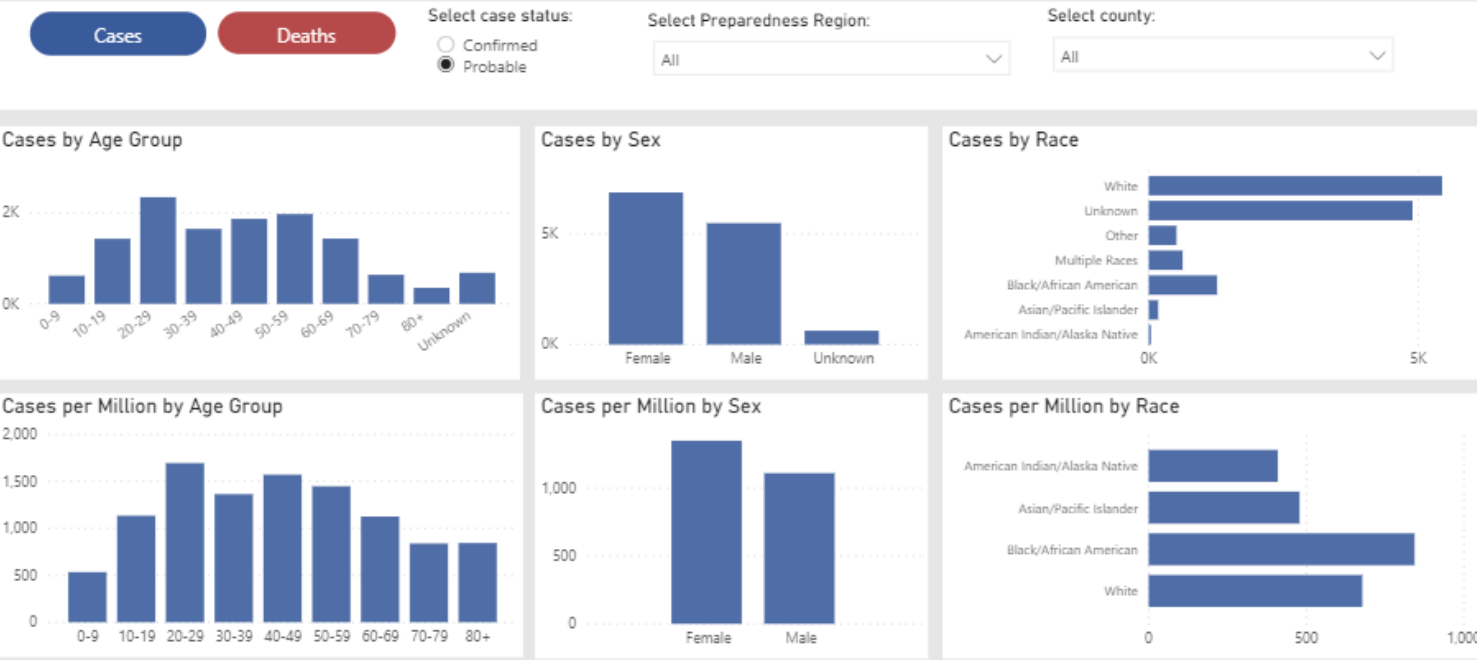 Cases
Deaths
Select case status:
Confirmed
Probable
Select Preparedness Region:
All
Select county:
All
Cases by Age Group
2K
0K
0-9 10-19 20-29 30-39 40-49 50-59 60-69 70-79 80+ Unknown
Cases by Sex
5K
0K
Female Male Unknown
Cases by Race
White
Unknown
Other
Multiple Races
Black/African American
Asian/Pacific Islander
American Indian/Alaska Native
0K 5K
Cases per Million by Age Group
2,000
1,500
1,000
500
0
0-9 10-19 20-29 30-39 40-49 50-59 60-69 70-79 80+
Cases per Million by Sex
1,000
500
0
Female Male
Cases per Million by Race
American Indian/Alaska Native
Asian/Pacific Islander
Black/African American
White
0 500 1,000